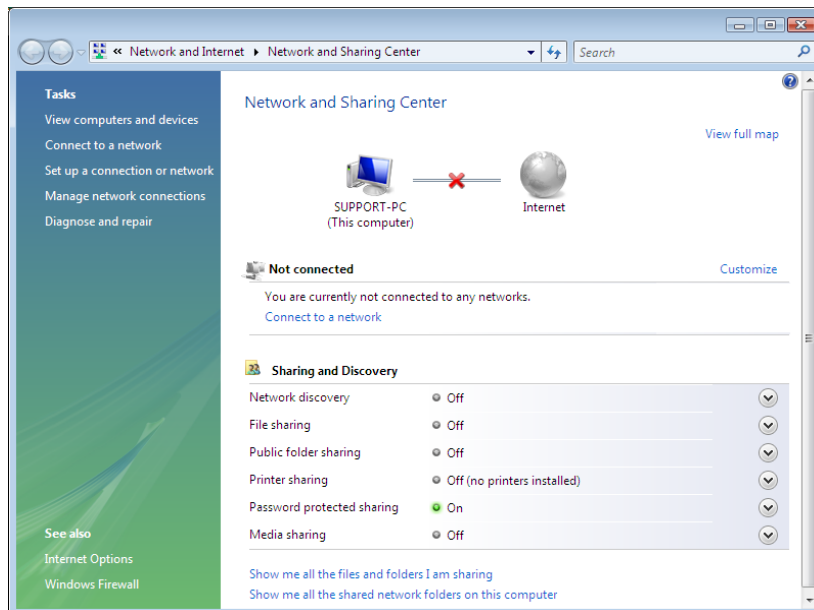 Network and Internet Network and Sharing Center
Search
Tasks
View computers and devices
Connect to a network
Set up a connection or network
Manage network connections
Diagnose and repair
See also
Internet Options
Windows Firewall
Network and Sharing Center
View full map
SUPPORT-PC
(This computer)
Internet
Not connected
Customize
You are currently not connected to any networks.
Connect to a network
Sharing and Discovery
Network discovery Off
File sharing Off
Public folder sharing Off
Printer sharing Off (no printers installed)
Password protected sharing On
Media sharing Off
Show me all the files and folders I am sharing
Show me all the shared network folders on this computer